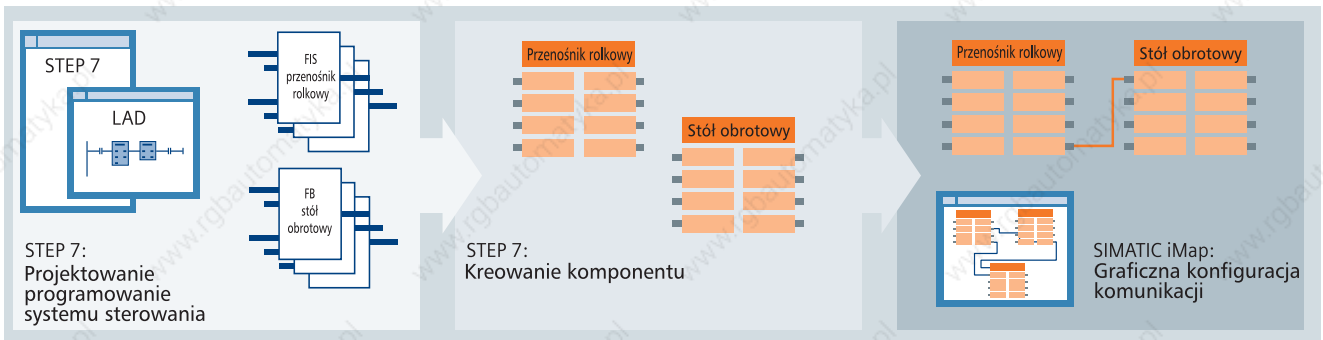 STEP 7
LAD
FIS
przenośnik
rolkowy
FB
stół
obrotowy
STEP 7:
Projektowanie
programowanie
systemu sterowania
Przenośnik rolkowy
Stół obrotowy
STEP 7:
Kreowanie komponentu
Przenośnik rolkowy
Stół obrotowy
SIMATIC iMap:
Graficzna konfiguracja
komunikacji
www.rgbautomatyka.pl